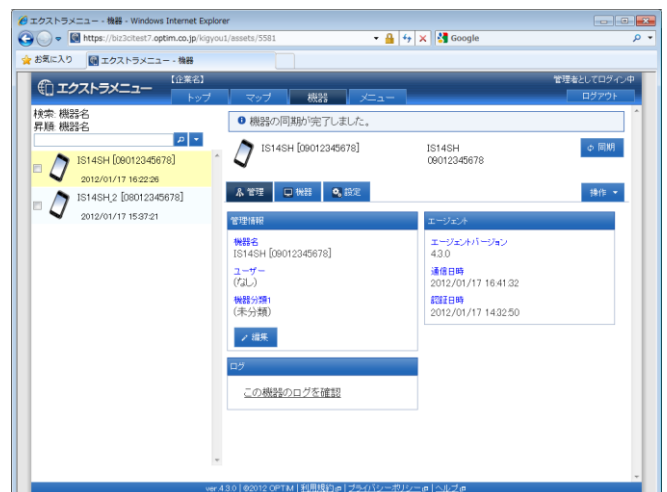 エクストラメニュー - 機器 - Windows Internet Explorer
https://biz3citest7.optim.co.jp/kigyou1/assets/5581
Google
お気に入り
エクストラメニュー - 機器
エクストラメニュー
【企業名】
管理者としてログイン中
トップ
マップ
機器
メニュー
ログアウト
検索: 機器名
昇順: 機器名
IS14SH [09012345678]
2012/01/17 16:22:26
IS14SH_2 [09012345678]
2012/01/17 15:37:21
機器の同期が完了しました。
IS14SH [09012345678]
IS14SH
09012345678
同期
管理
機器
設定
操作
管理情報
機器名
IS14SH [09012345678]
ユーザー
(なし)
機器分類1
(未分類)
編集
エージェント
エージェントバージョン
4.3.0
通信日時
2012/01/17 16:41:32
認証日時
2012/01/17 14:32:50
ログ
この機器のログを確認
ver.4.3.0 | ©2012 OPTiM | 利用規約 | プライバシーポリシー | ヘルプ